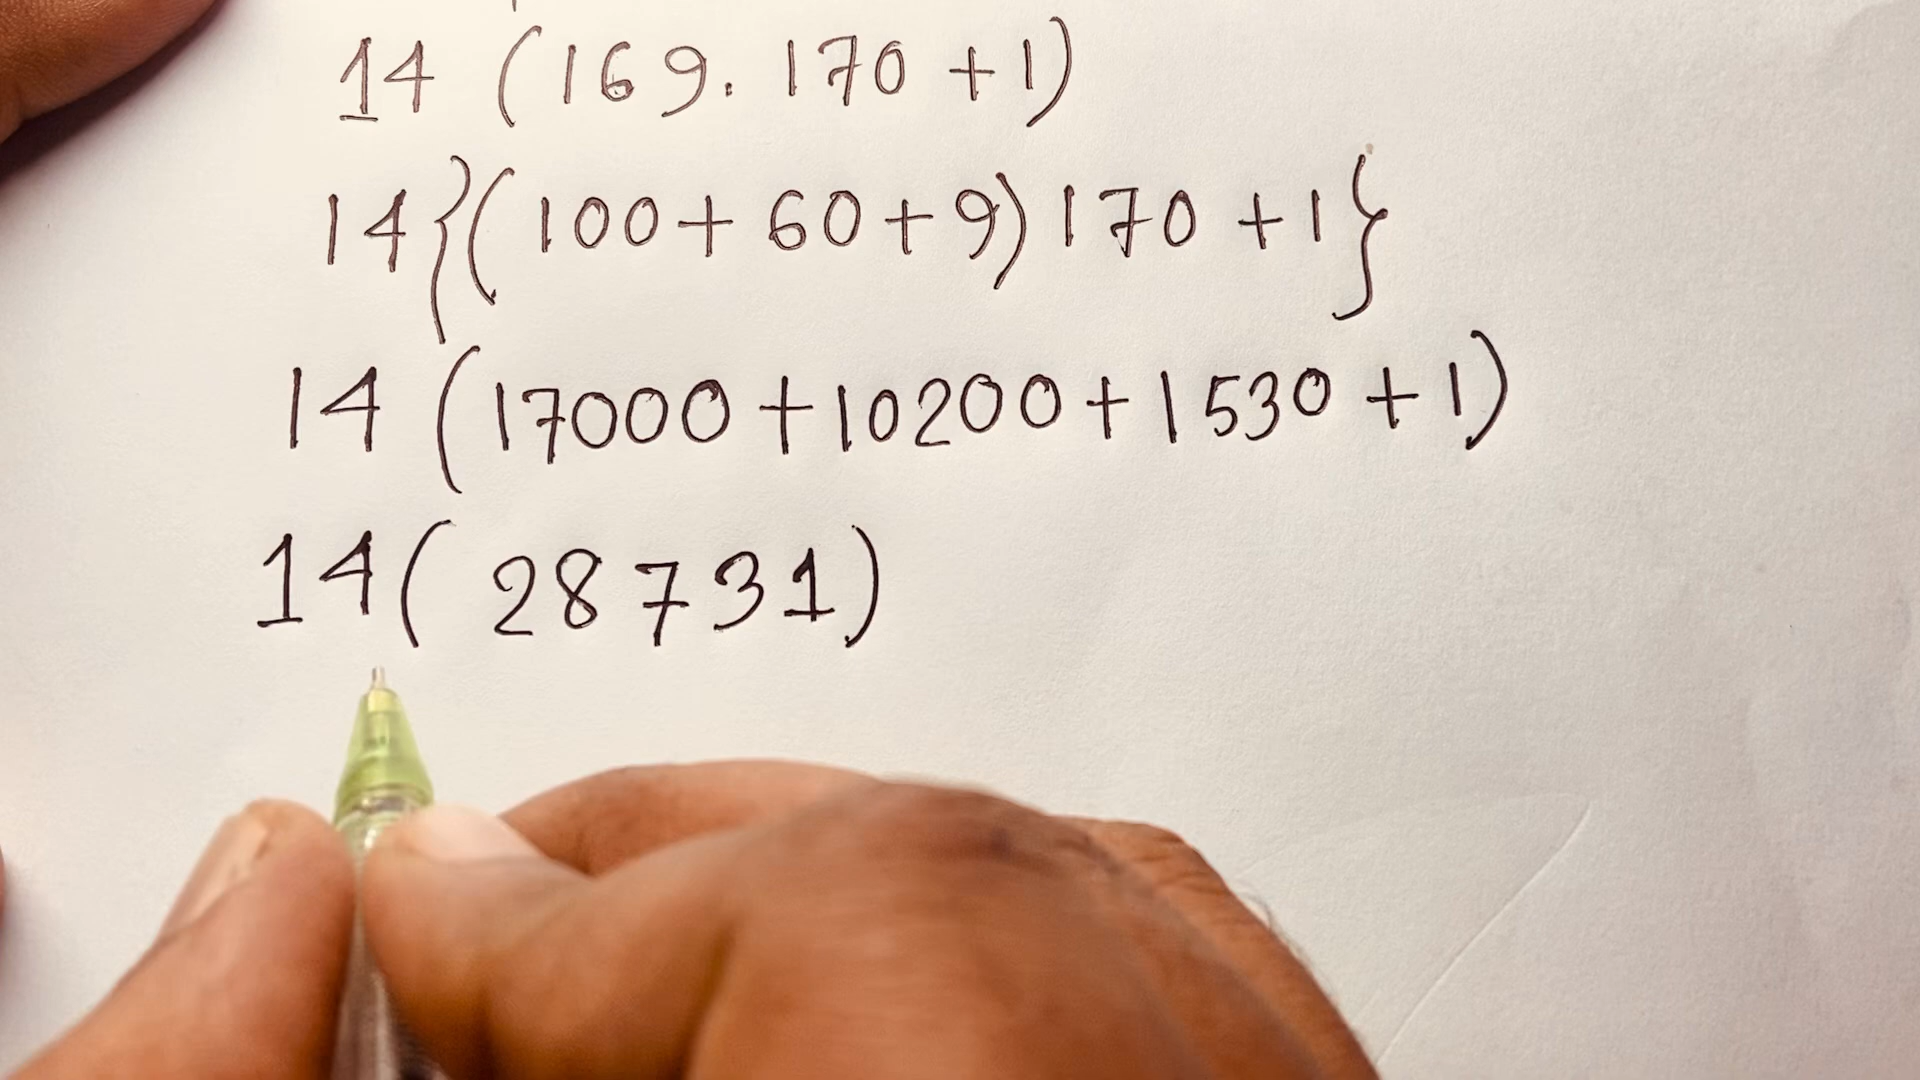 14 (169. 170 +1)
14{(100+ 60+9)170 +1}
14 (17000+10200+1530 +1)
14( 28731)